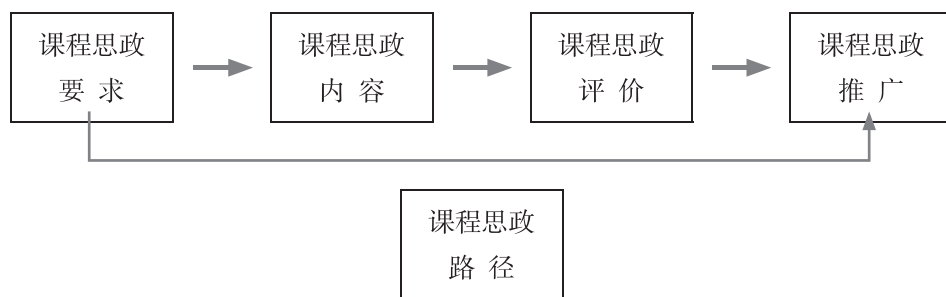 课程思政
要 求
课程思政
内 容
课程思政
评 价
课程思政
推 广
课程思政
路 径